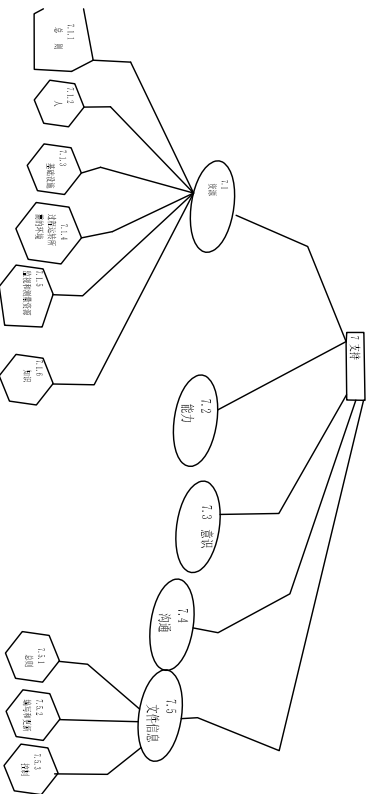 7 支持
7.1
资源
7.1.1
总 则
7.1.2
人
7.1.3
基础设施
7.1.4
过程运转所
需的环境
7.1.5
监视和测量资源
7.1.6
知识
7.2
能力
7.3 意识
7.4
沟通
7.5
文件信息
7.5.1
总则
7.5.2
编写和更新
7.5.3
控制